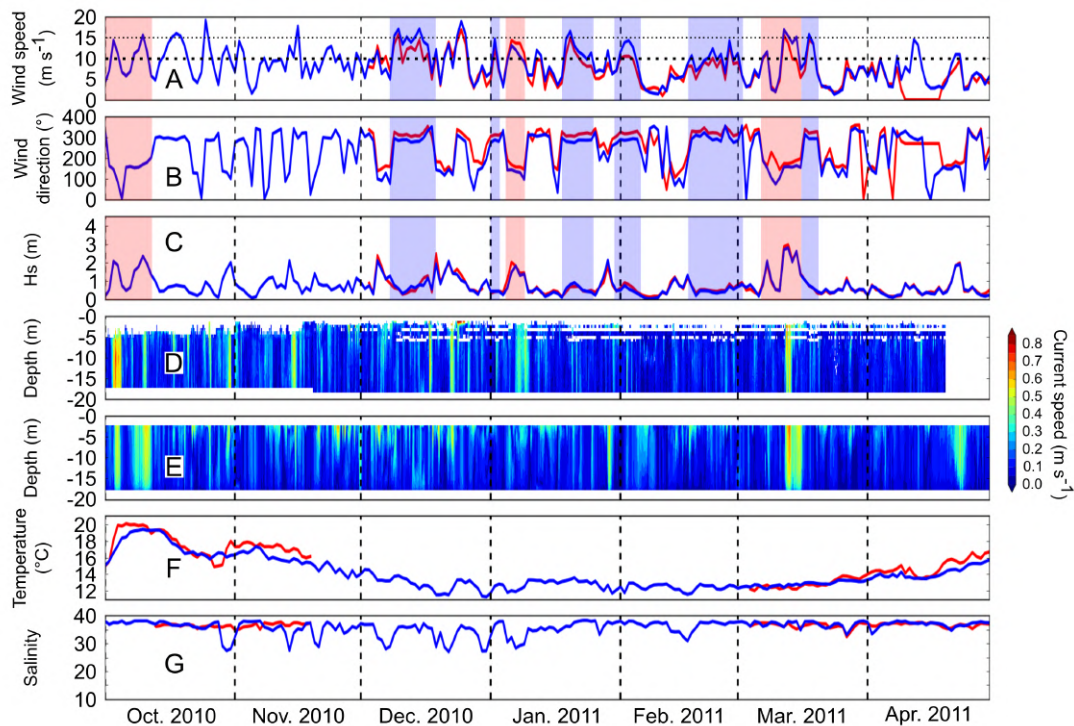 Wind speed
(m s⁻¹)
20
15
10
5
0
A
Wind
direction (°)
400
300
200
100
0
B
Hs (m)
4
3
2
1
0
C
Depth (m)
-0
-5
-10
-15
-20
D
Depth (m)
-0
-5
-10
-15
-20
E
0.8
0.7
0.6
0.5
0.4
0.3
0.2
0.1
0.0
Current speed (m s⁻¹)
Temperature
(°C)
20
18
16
14
12
F
Salinity
40
30
20
10
G
Oct. 2010
Nov. 2010
Dec. 2010
Jan. 2011
Feb. 2011
Mar. 2011
Apr. 2011